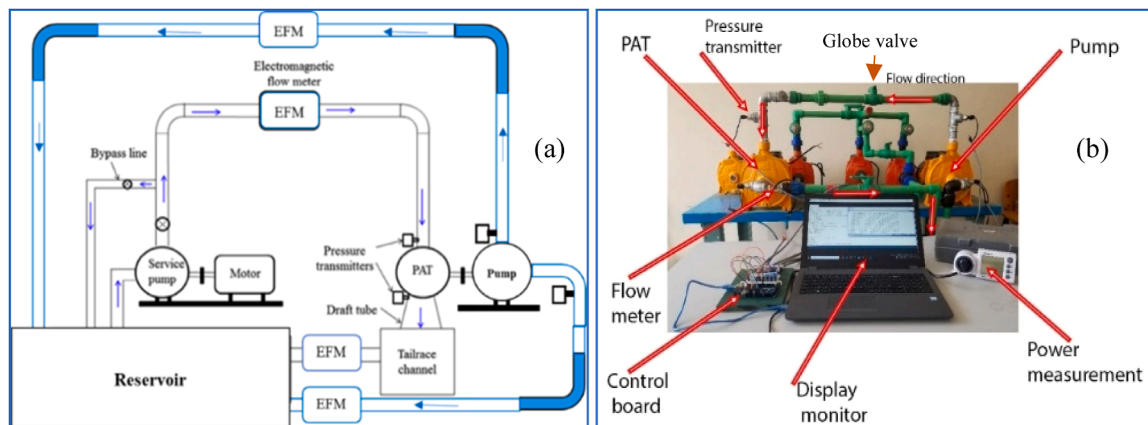 EFM
Electromagnetic
flow meter
EFM
(a)
Bypass line
Service
pump
Motor
Pressure
transmitters
PAT
Pump
Draft tube
Reservoir
EFM
Tailrace
channel
EFM
PAT
Pressure
transmitter
Globe valve
Flow direction
Pump
(b)
Flow
meter
Control
board
Display
monitor
Power
measurement